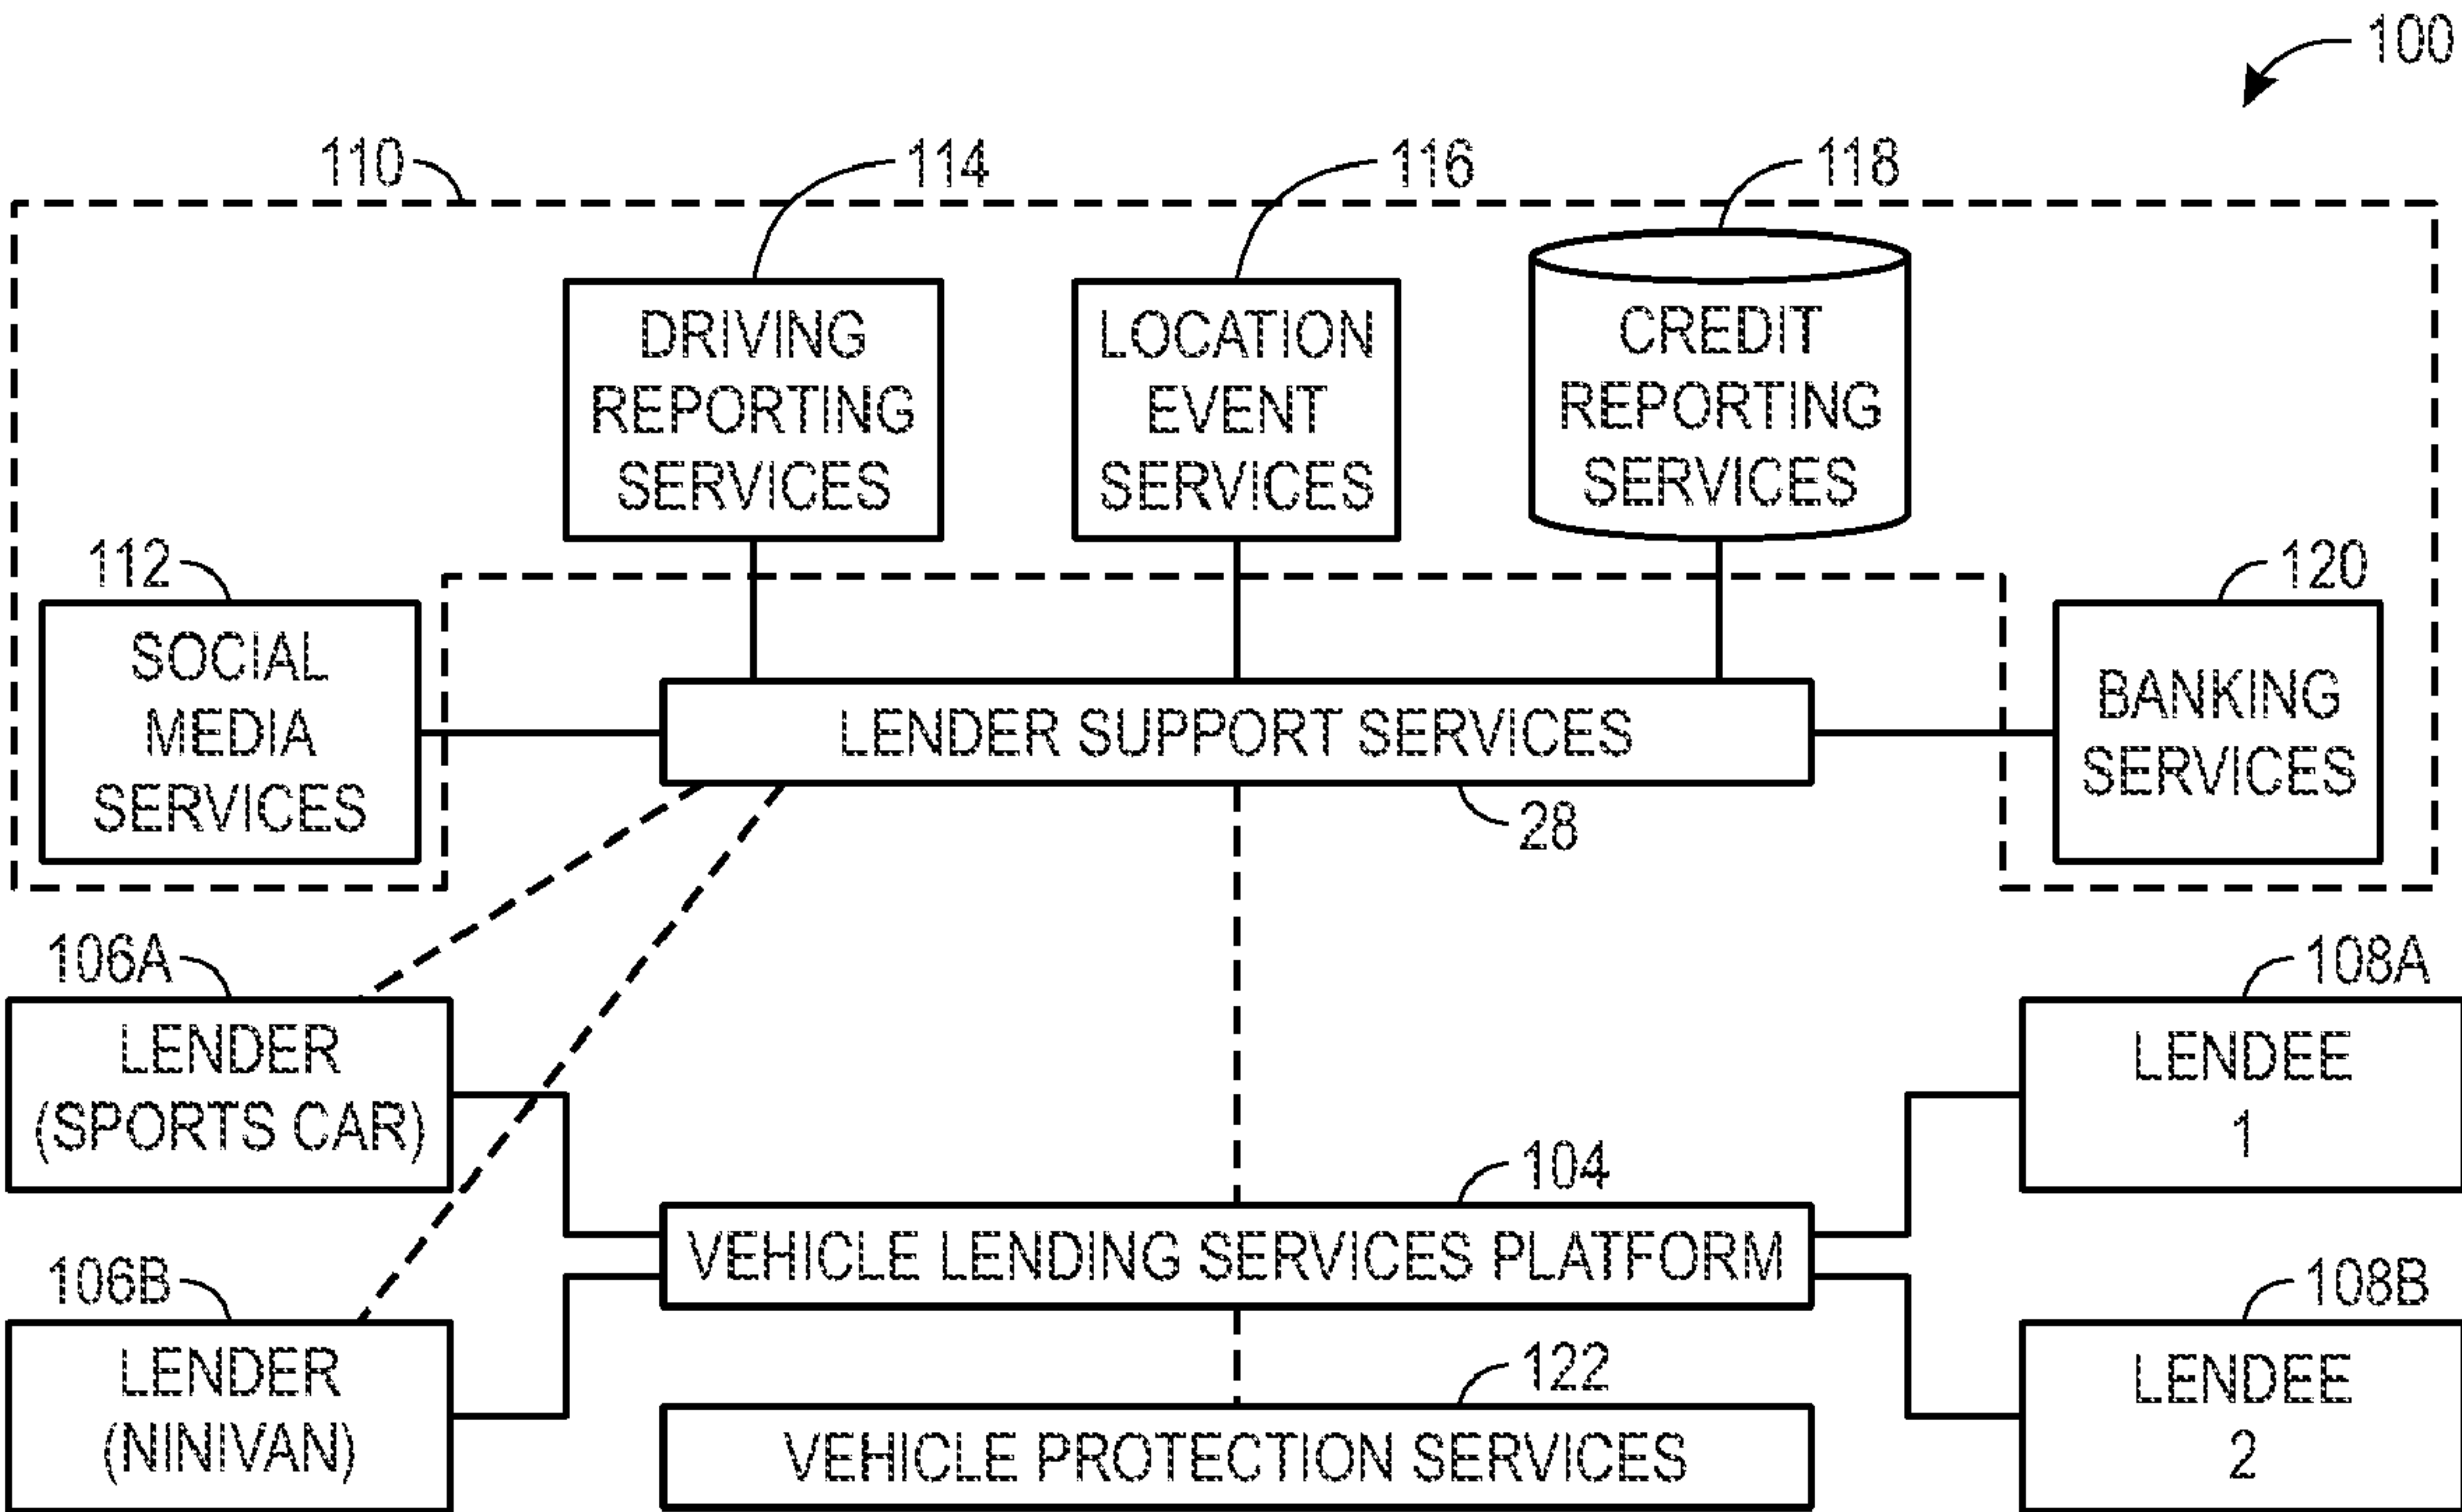 100
110
114
116
118
DRIVING
REPORTING
SERVICES
LOCATION
EVENT
SERVICES
CREDIT
REPORTING
SERVICES
112
120
SOCIAL
MEDIA
SERVICES
LENDER SUPPORT SERVICES
28
BANKING
SERVICES
106A
LENDER
(SPORTS CAR)
108A
LENDEE
1
104
VEHICLE LENDING SERVICES PLATFORM
106B
LENDER
(NINIVAN)
108B
LENDEE
2
122
VEHICLE PROTECTION SERVICES